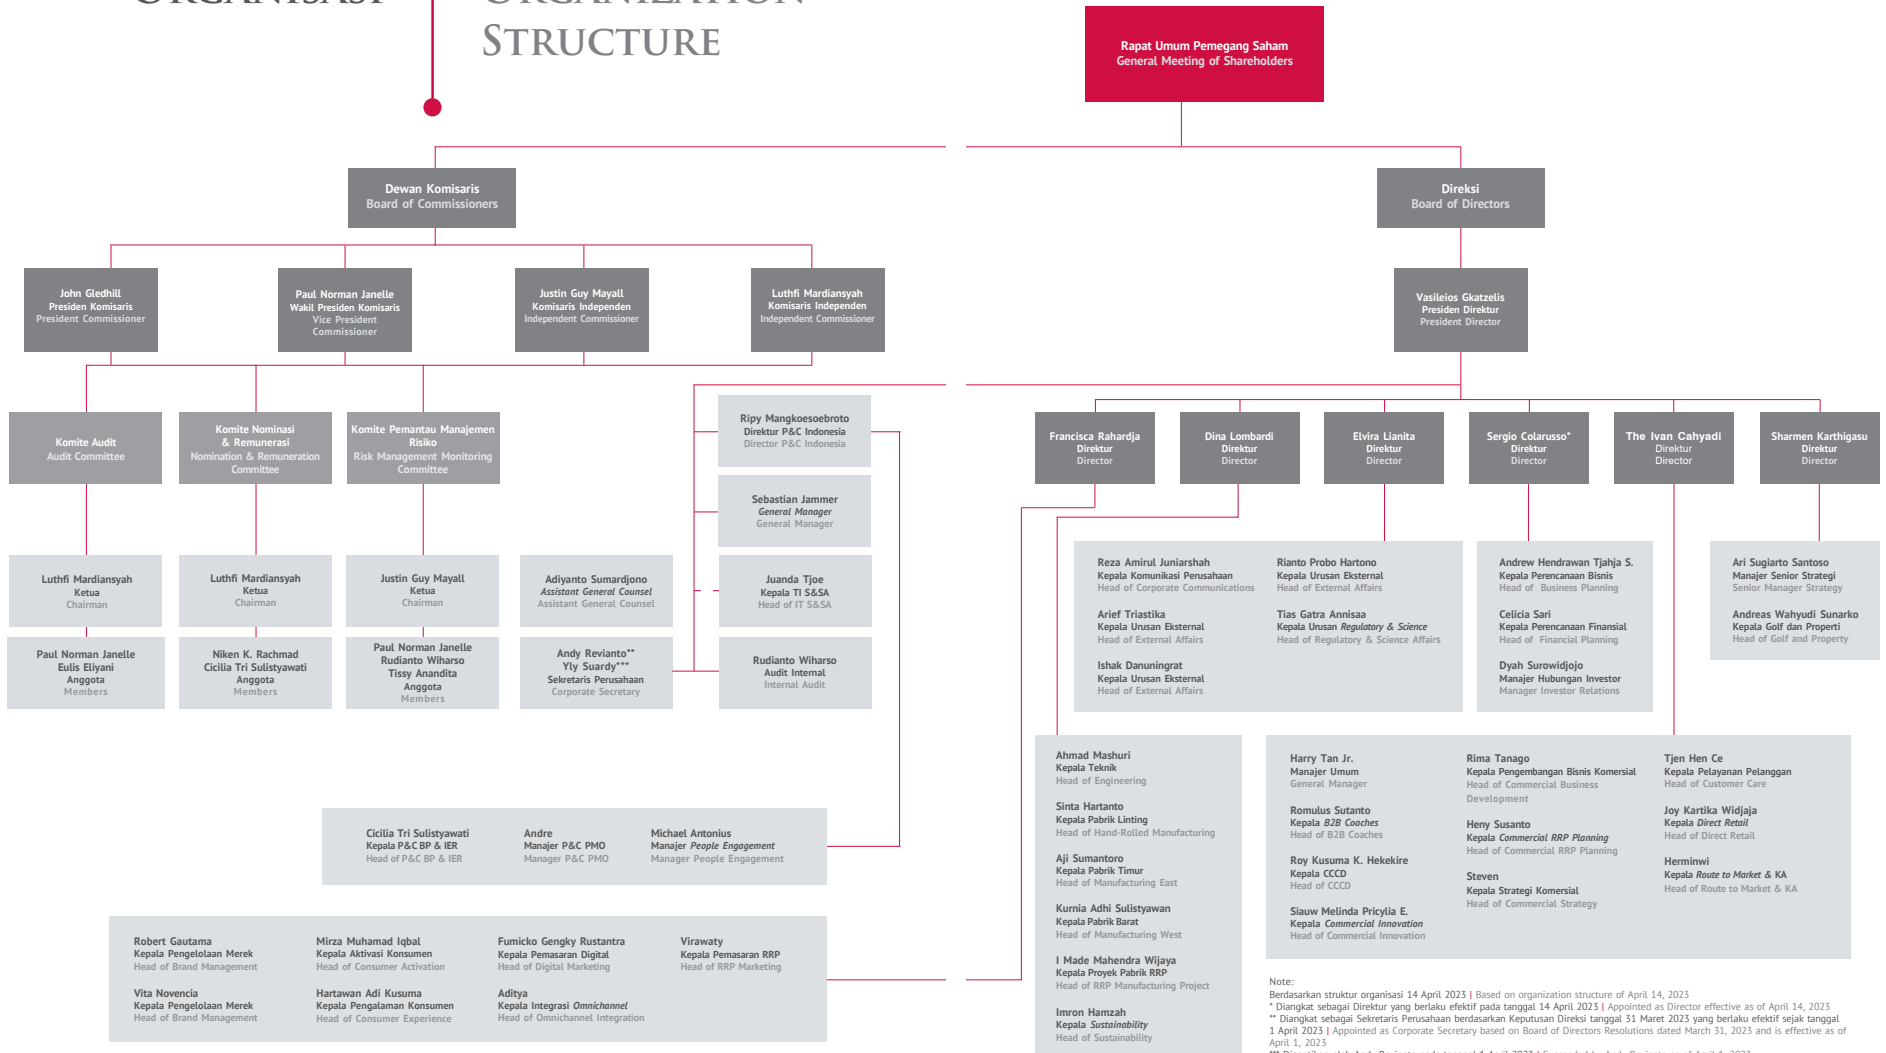 ORGANISASI
ORGANIZATION
STRUCTURE
Rapat Umum Pemegang Saham
General Meeting of Shareholders
Dewan Komisaris
Board of Commissioners
Direksi
Board of Directors
John Gledhill
Presiden Komisaris
President Commissioner
Paul Norman Janelle
Wakil Presiden Komisaris
Vice President
Commissioner
Justin Guy Mayall
Komisaris Independen
Independent Commissioner
Luthfi Mardiansyah
Komisaris Independen
Independent Commissioner
Vasileios Gkatzelis
Presiden Direktur
President Director
Komite Audit
Audit Committee
Komite Nominasi
& Remunerasi
Nomination & Remuneration
Committee
Komite Pemantau Manajemen
Risiko
Risk Management Monitoring
Committee
Ripy Mangkoesoebroto
Direktur P&C Indonesia
Director P&C Indonesia
Sebastian Jammer
General Manager
General Manager
Francisca Rahardja
Direktur
Director
Dina Lombardi
Direktur
Director
Elvira Lianita
Direktur
Director
Sergio Colarusso*
Direktur
Director
The Ivan Cahyadi
Direktur
Director
Sharmen Karthigasu
Direktur
Director
Luthfi Mardiansyah
Ketua
Chairman
Luthfi Mardiansyah
Ketua
Chairman
Justin Guy Mayall
Ketua
Chairman
Adiyanto Sumardjono
Assistant General Counsel
Assistant General Counsel
Juanda Tjoe
Kepala TI S&SA
Head of IT S&SA
Paul Norman Janelle
Eulis Eliyani
Anggota
Members
Niken K. Rachmad
Cicilia Tri Sulistyawati
Anggota
Members
Paul Norman Janelle
Rudianto Wiharso
Tissy Anandita
Anggota
Members
Andy Revianto**
Yly Suardy***
Sekretaris Perusahaan
Corporate Secretary
Rudianto Wiharso
Audit Internal
Internal Audit
Reza Amirul Juniarshah
Kepala Komunikasi Perusahaan
Head of Corporate Communications
Arief Triastika
Kepala Urusan Eksternal
Head of External Affairs
Ishak Danuningrat
Kepala Urusan Eksternal
Head of External Affairs
Rianto Probo Hartono
Kepala Urusan Eksternal
Head of External Affairs
Tias Gatra Annisaa
Kepala Urusan Regulatory & Science
Head of Regulatory & Science Affairs
Andrew Hendrawan Tjahja S.
Kepala Perencanaan Bisnis
Head of Business Planning
Celicia Sari
Kepala Perencanaan Finansial
Head of Financial Planning
Dyah Surowidjojo
Manajer Hubungan Investor
Manager Investor Relations
Ari Sugiarto Santoso
Manajer Senior Strategi
Senior Manager Strategy
Andreas Wahyudi Sunarko
Kepala Golf dan Properti
Head of Golf and Property
Cicilia Tri Sulistyawati
Kepala P&C BP & IER
Head of P&C BP & IER
Andre
Manajer P&C PMO
Manager P&C PMO
Michael Antonius
Manajer People Engagement
Manager People Engagement
Robert Gautama
Kepala Pengelolaan Merek
Head of Brand Management
Vita Novencia
Kepala Pengelolaan Merek
Head of Brand Management
Mirza Muhamad Iqbal
Kepala Aktivasi Konsumen
Head of Consumer Activation
Hartawan Adi Kusuma
Kepala Pengalaman Konsumen
Head of Consumer Experience
Fumicko Gengky Rustantra
Kepala Pemasaran Digital
Head of Digital Marketing
Aditya
Kepala Integrasi Omnichannel
Head of Omnichannel Integration
Virawaty
Kepala Pemasaran RRP
Head of RRP Marketing
Ahmad Mashuri
Kepala Teknik
Head of Engineering
Sinta Hartanto
Kepala Pabrik Linting
Head of Hand-Rolled Manufacturing
Aji Sumantoro
Kepala Pabrik Timur
Head of Manufacturing East
Kurnia Adhi Sulistyawan
Kepala Pabrik Barat
Head of Manufacturing West
I Made Mahendra Wijaya
Kepala Proyek Pabrik RRP
Head of RRP Manufacturing Project
Imron Hamzah
Kepala Sustainability
Head of Sustainability
Harry Tan Jr.
Manajer Umum
General Manager
Romulus Sutanto
Kepala B2B Coaches
Head of B2B Coaches
Roy Kusuma K. Hekekire
Kepala CCCD
Head of CCCD
Siauw Melinda Pricylia E.
Kepala Commercial Innovation
Head of Commercial Innovation
Rima Tanago
Kepala Pengembangan Bisnis Komersial
Head of Commercial Business
Development
Heny Susanto
Kepala Commercial RRP Planning
Head of Commercial RRP Planning
Steven
Kepala Strategi Komersial
Head of Commercial Strategy
Tjen Hen Ce
Kepala Pelayanan Pelanggan
Head of Customer Care
Joy Kartika Widjaja
Kepala Direct Retail
Head of Direct Retail
Herminwi
Kepala Route to Market & KA
Head of Route to Market & KA
Note:
Berdasarkan struktur organisasi 14 April 2023 | Based on organization structure of April 14, 2023
* Diangkat sebagai Direktur yang berlaku efektif pada tanggal 14 April 2023 | Appointed as Director effective as of April 14, 2023
** Diangkat sebagai Sekretaris Perusahaan berdasarkan Keputusan Direksi tanggal 31 Maret 2023 yang berlaku efektif sejak tanggal
1 April 2023 | Appointed as Corporate Secretary based on Board of Directors Resolutions dated March 31, 2023 and is effective as of
April 1, 2023